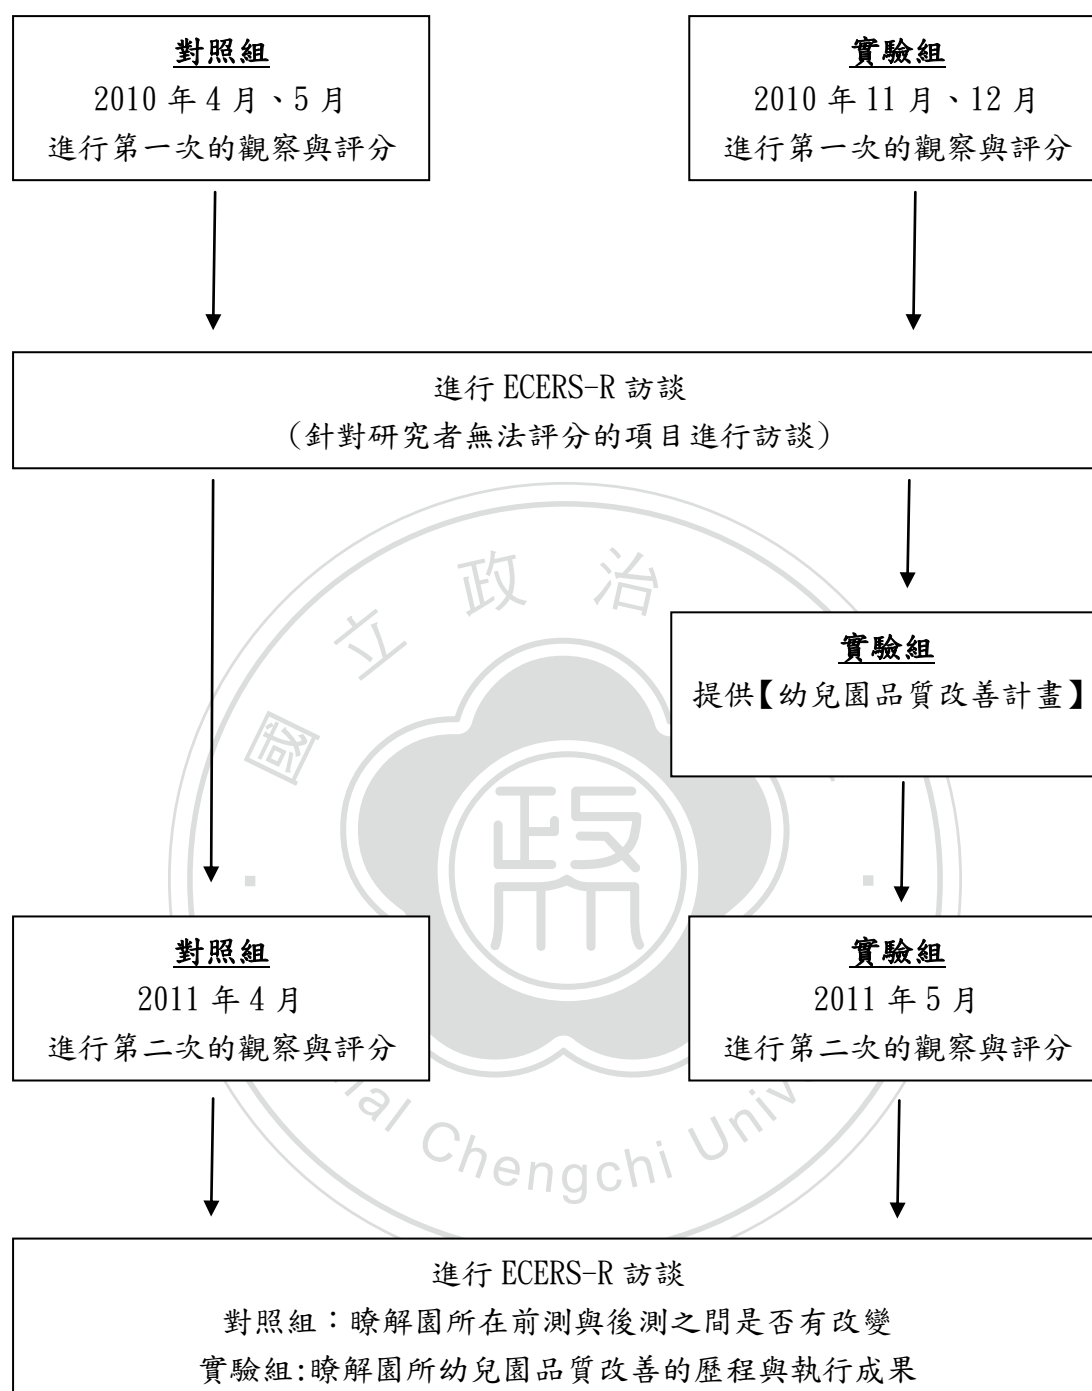 對照組
2010 年 4 月、5 月
進行第一次的觀察與評分
實驗組
2010 年 11 月、12 月
進行第一次的觀察與評分
進行 ECERS-R 訪談
（針對研究者無法評分的項目進行訪談）
國立政治
實驗組
提供【幼兒園品質改善計畫】
政
對照組
2011 年 4 月
進行第二次的觀察與評分
實驗組
2011 年 5 月
進行第二次的觀察與評分
Chengchi
進行 ECERS-R 訪談
對照組：瞭解園所在前測與後測之間是否有改變
實驗組:瞭解園所幼兒園品質改善的歷程與執行成果